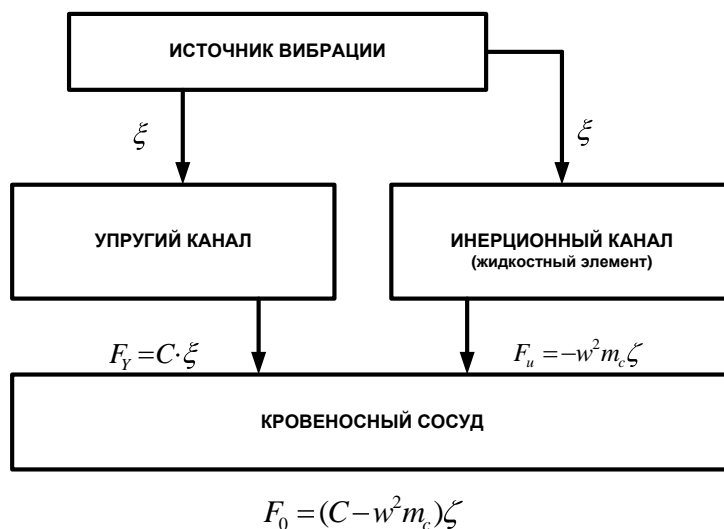 ИСТОЧНИК ВИБРАЦИИ
ξ
ξ
УПРУГИЙ КАНАЛ
ИНЕРЦИОННЫЙ КАНАЛ
(жидкостный элемент)
F_Y = C·ξ
F_u = −w²m_cζ
КРОВЕНОСНЫЙ СОСУД
F_0 = (C − w²m_c)ζ